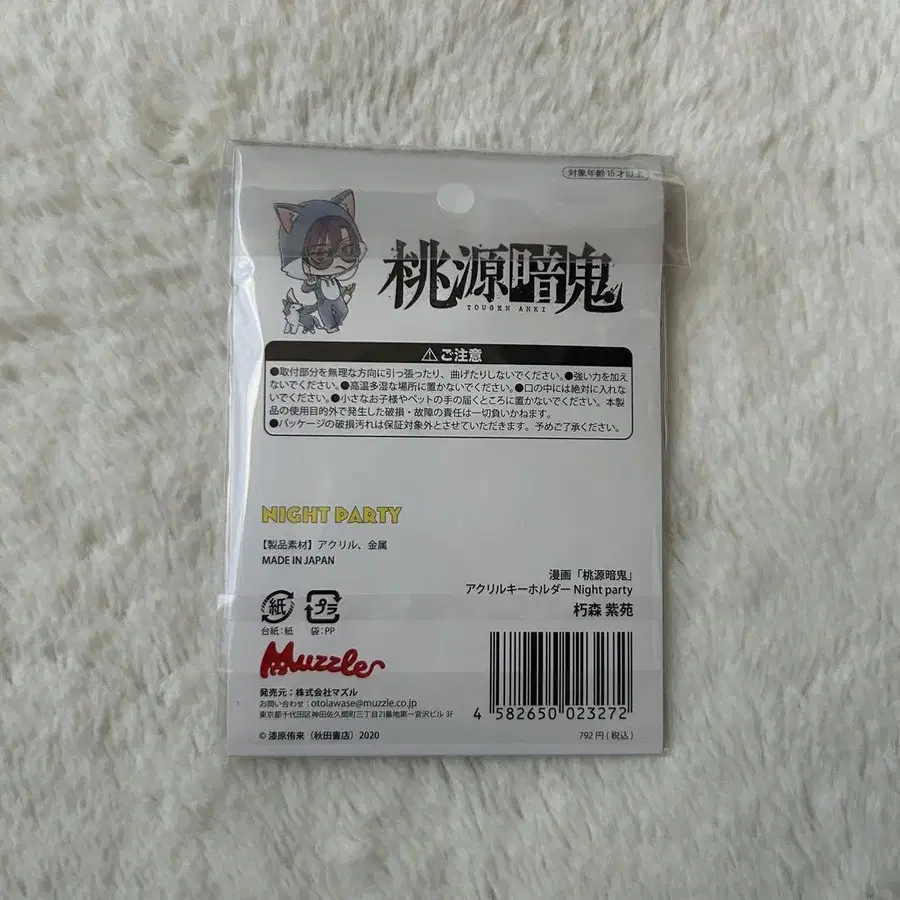 対象年齢15才以上
桃源暗鬼
TOUGEN ANKI
⚠ご注意
●取付部分を無理な方向に引っ張ったり、曲げたりしないでください。●強い力を加え
ないでください。●高温多湿な場所に置かないでください。●口の中には絶対に入れな
いでください。●小さなお子様やペットの手の届くところに置かないでください。本製
品の使用目的外で発生した破損・故障の責任は一切負いかねます。
●パッケージの破損汚れは保証対象外とさせていただきます。予めご了承ください。
NIGHT PARTY
【製品素材】アクリル、金属
MADE IN JAPAN
漫画「桃源暗鬼」
アクリルキーホルダー Night party
朽森 紫苑
紙 プラ
台紙:紙 袋:PP
Muzzle
発売元:株式会社マズル
お問い合わせ:otoiawase@muzzle.co.jp
東京都千代田区神田佐久間町三丁目21番地第一宮沢ビル 3F
4 582650 023272
© 漆原侑来(秋田書店)2020
792円(税込)